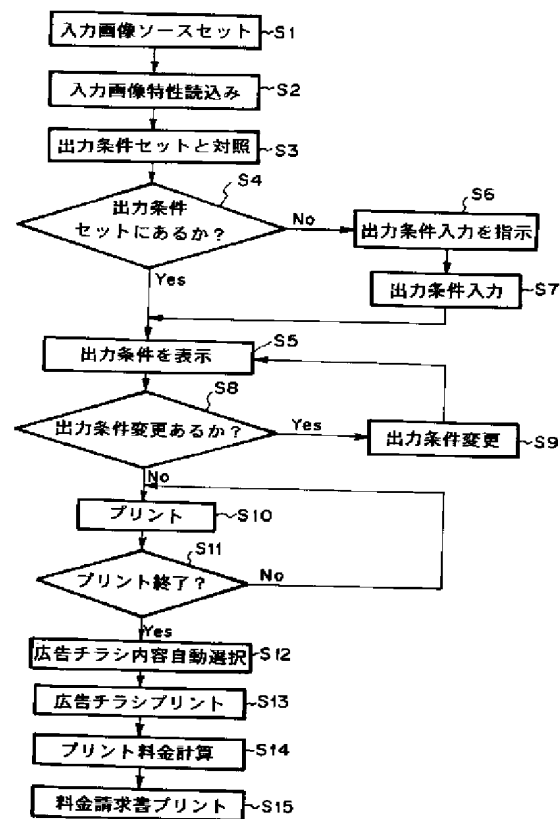 入力画像ソースセット
S1
入力画像特性読込み
S2
出力条件セットと対照
S3
S4
出力条件
セットにあるか?
No
Yes
S6
出力条件入力を指示
出力条件入力
S7
S5
出力条件を表示
S8
出力条件変更あるか?
Yes
No
出力条件変更
S9
プリント
S10
S11
プリント終了?
No
Yes
広告チラシ内容自動選択
S12
広告チラシプリント
S13
プリント料金計算
S14
料金請求書プリント
S15